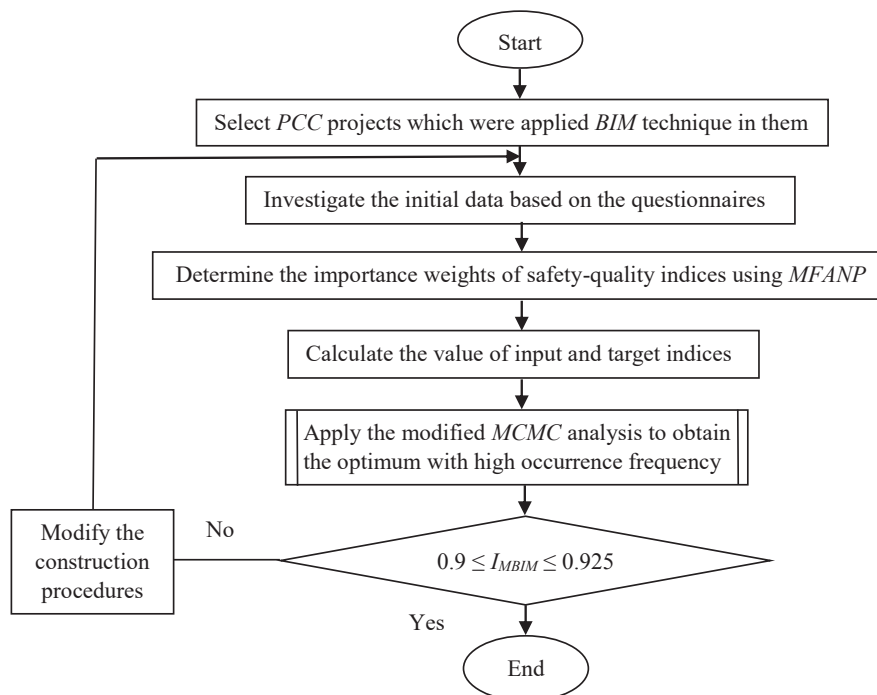 Start
Select PCC projects which were applied BIM technique in them
Investigate the initial data based on the questionnaires
Determine the importance weights of safety-quality indices using MFANP
Calculate the value of input and target indices
Apply the modified MCMC analysis to obtain
the optimum with high occurrence frequency
Modify the
construction
procedures
No
0.9 ≤ I_MBIM ≤ 0.925
Yes
End